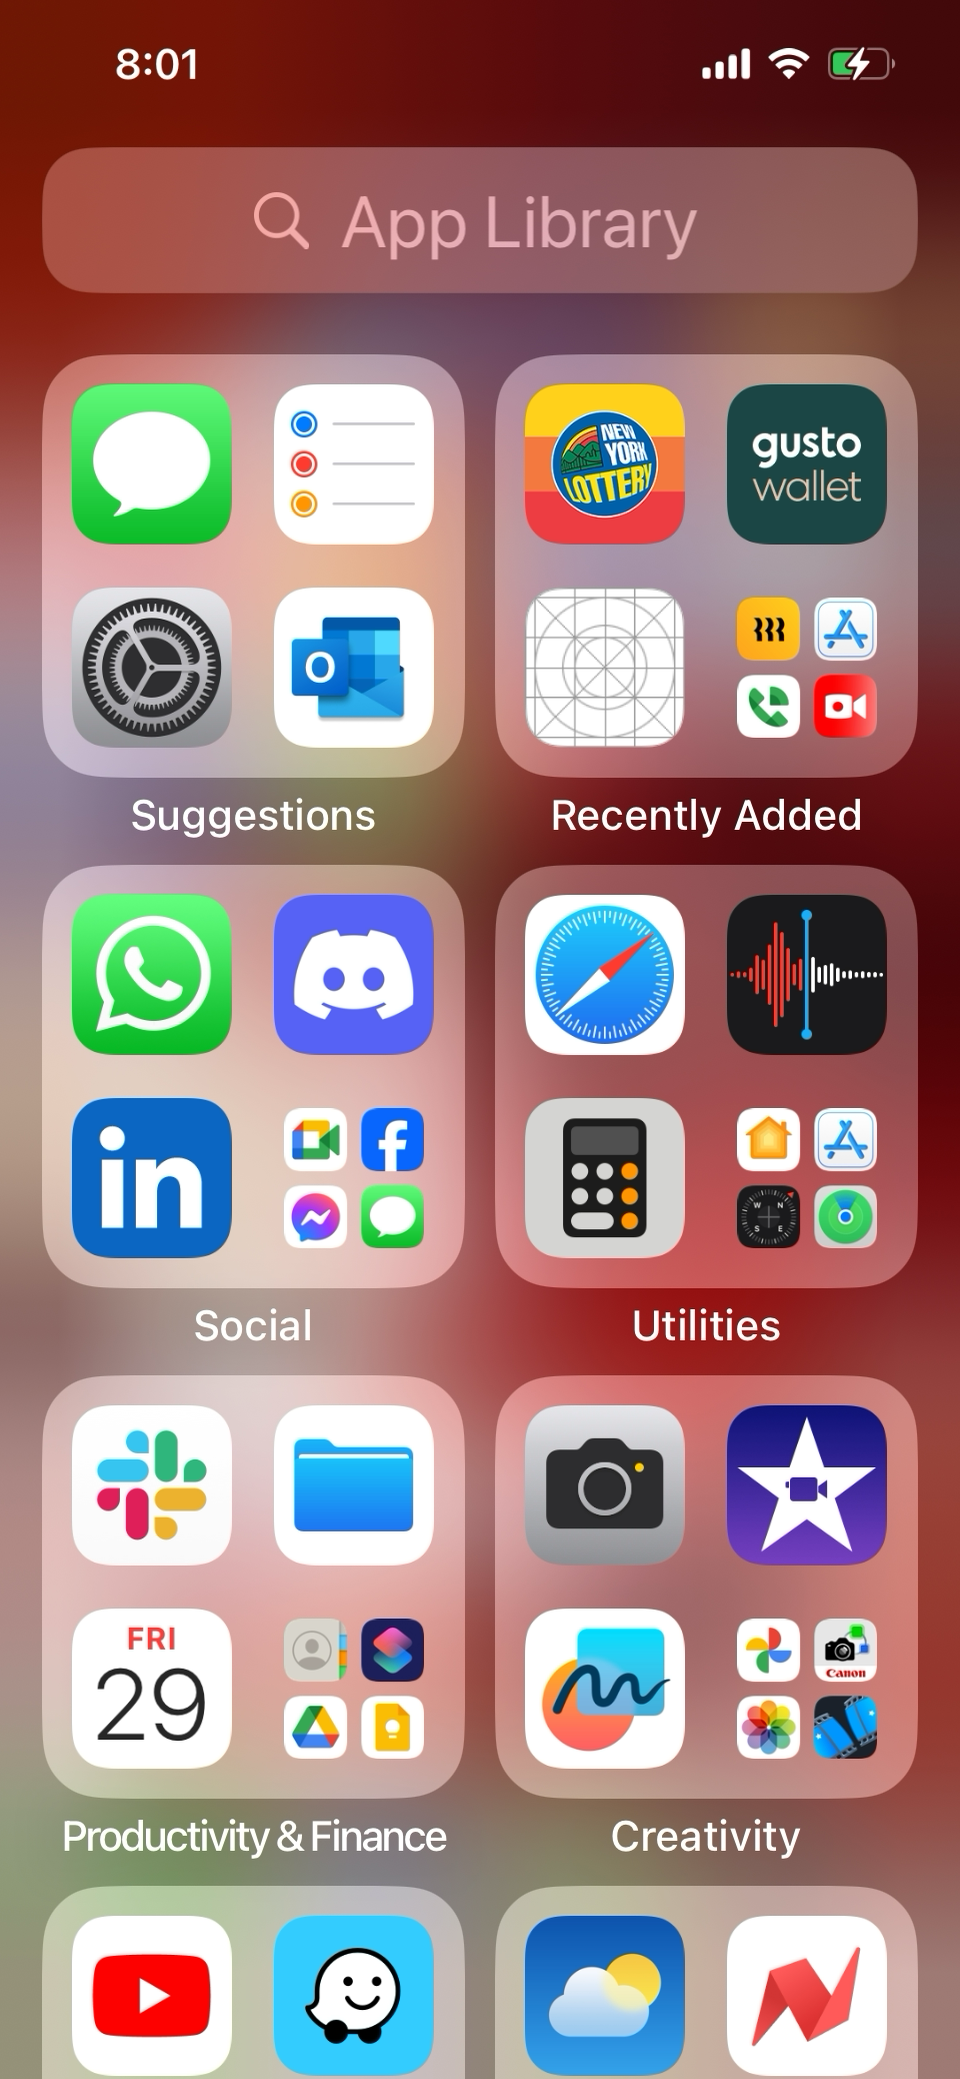 8:01
App Library
NEW
YORK
LOTTERY
gusto
wallet
O
Suggestions
Recently Added
in
f
W N
S E
Social
Utilities
FRI
29
Canon
Productivity & Finance
Creativity